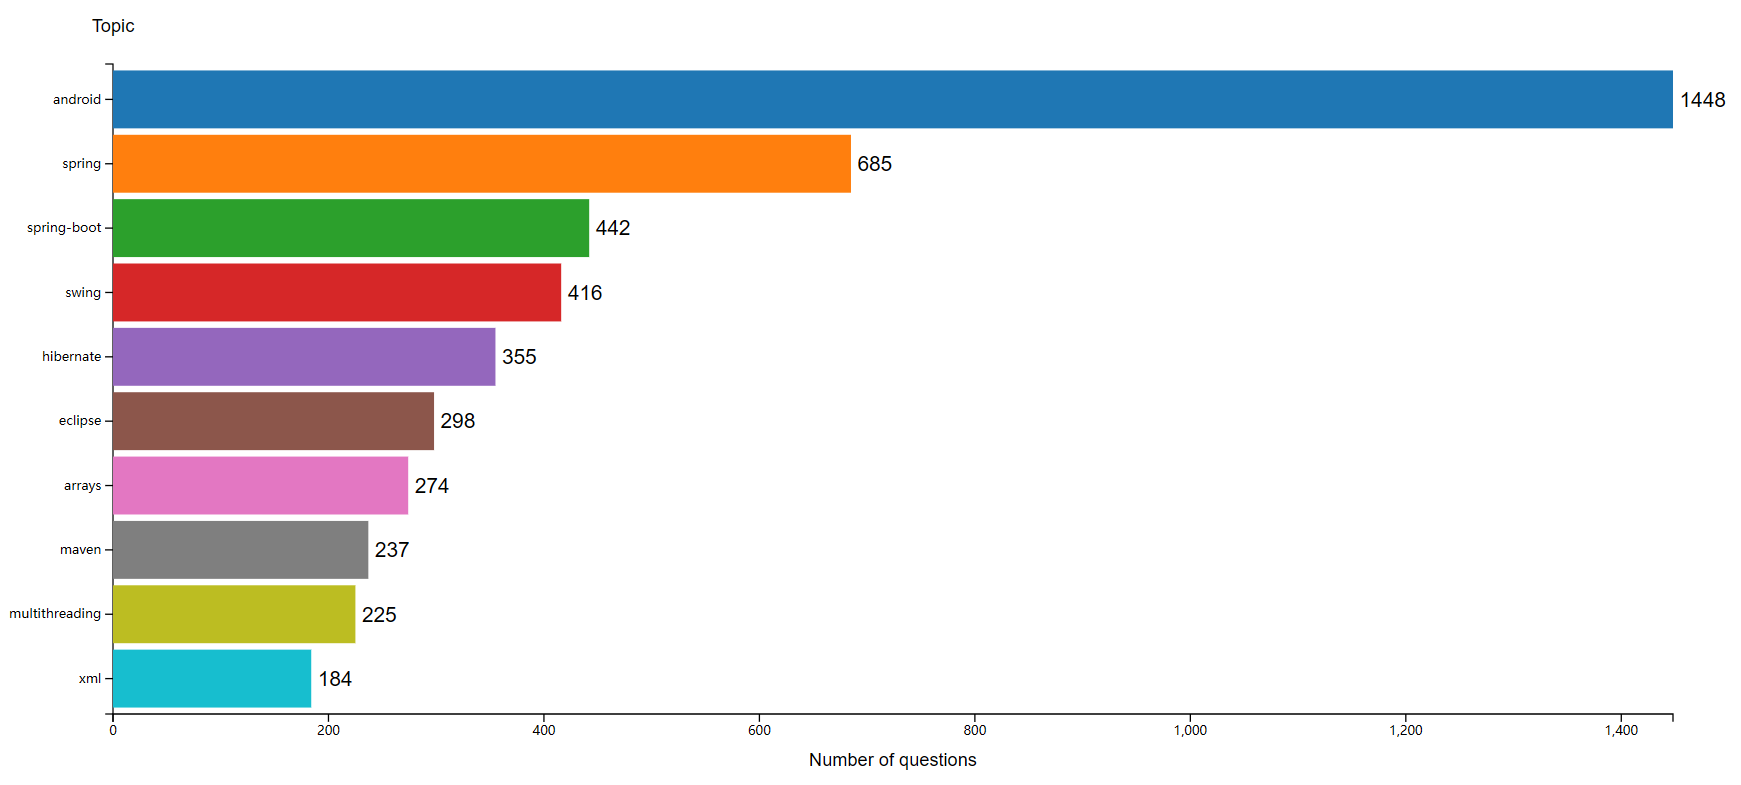 Topic
android 1448
spring 685
spring-boot 442
swing 416
hibernate 355
eclipse 298
arrays 274
maven 237
multithreading 225
xml 184
0 200 400 600 800 1,000 1,200 1,400
Number of questions